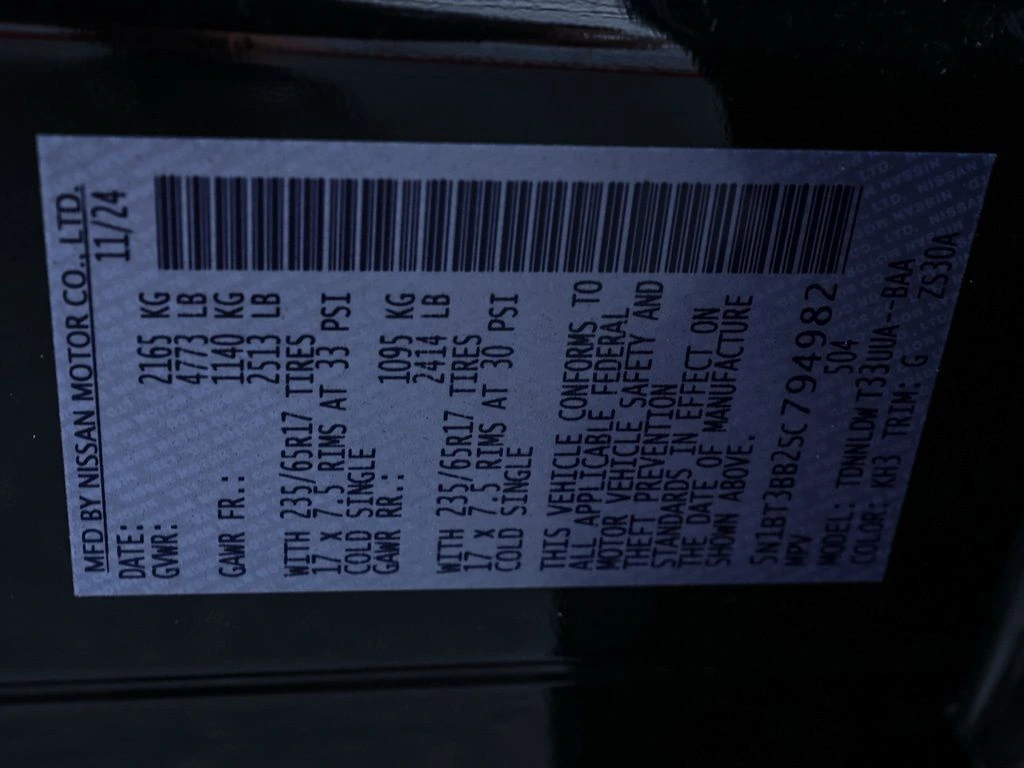 MFD BY NISSAN MOTOR CO., LTD.
DATE: 11/24
GVWR: 2165 KG
4773 LB
GAWR FR.: 1140 KG
2513 LB
WITH 235/65R17 TIRES
17 X 7.5 RIMS AT 33 PSI
COLD SINGLE
GAWR RR.: 1095 KG
2414 LB
WITH 235/65R17 TIRES
17 X 7.5 RIMS AT 30 PSI
COLD SINGLE
THIS VEHICLE CONFORMS TO
ALL APPLICABLE FEDERAL
MOTOR VEHICLE SAFETY AND
THEFT PREVENTION
STANDARDS IN EFFECT ON
THE DATE OF MANUFACTURE
SHOWN ABOVE.
5N1BT3BB2SC794982
MPV 504
MODEL: TDNNLDW T33UUA--BAA
COLOR: KH3 TRIM: G ZS30A